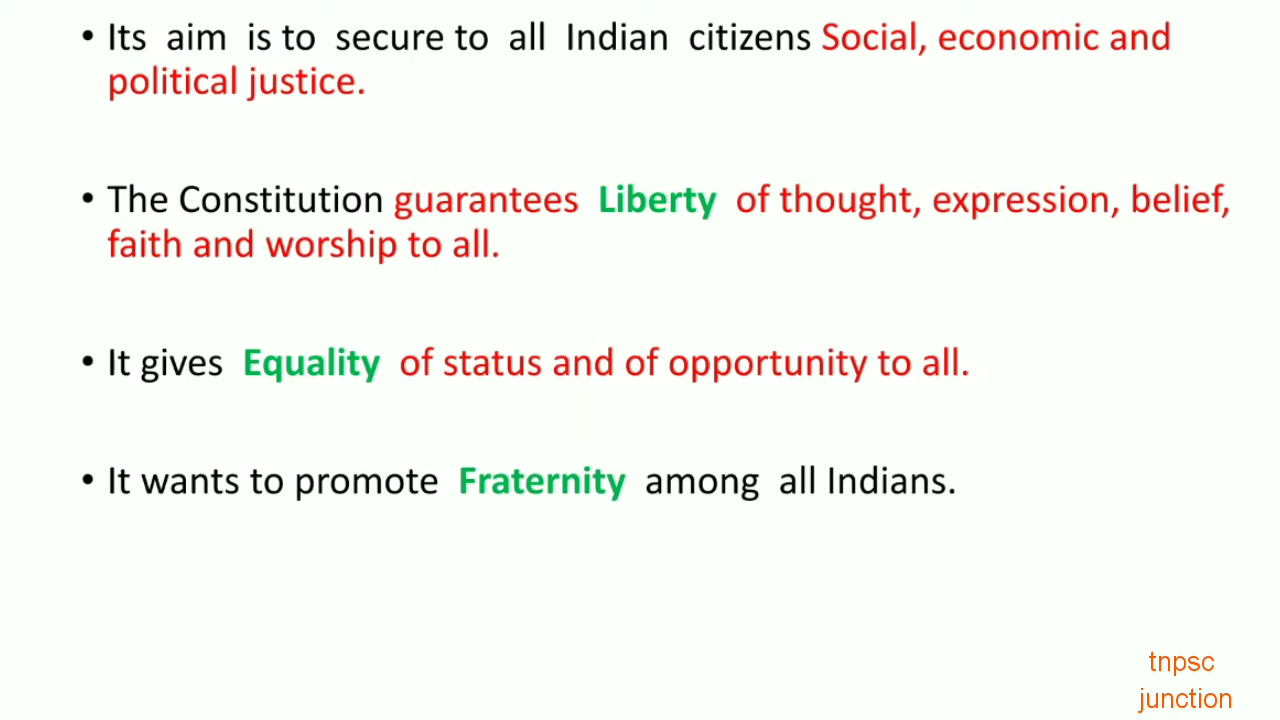 • Its aim is to secure to all Indian citizens Social, economic and
political justice.
• The Constitution guarantees Liberty of thought, expression, belief,
faith and worship to all.
• It gives Equality of status and of opportunity to all.
• It wants to promote Fraternity among all Indians.
tnpsc
junction